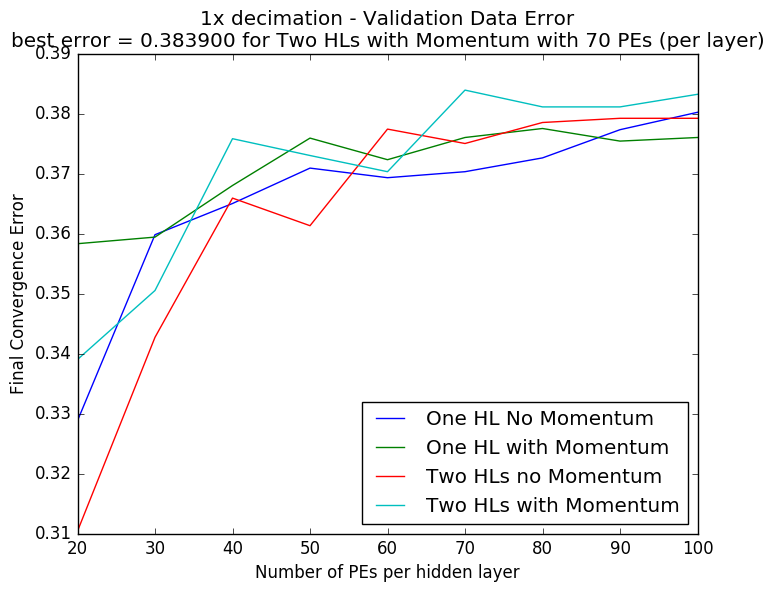 1x decimation - Validation Data Error
best error = 0.383900 for Two HLs with Momentum with 70 PEs (per layer)
0.39
0.38
0.37
0.36
0.35
0.34
0.33
0.32
0.31
Final Convergence Error
One HL No Momentum
One HL with Momentum
Two HLs no Momentum
Two HLs with Momentum
20 30 40 50 60 70 80 90 100
Number of PEs per hidden layer